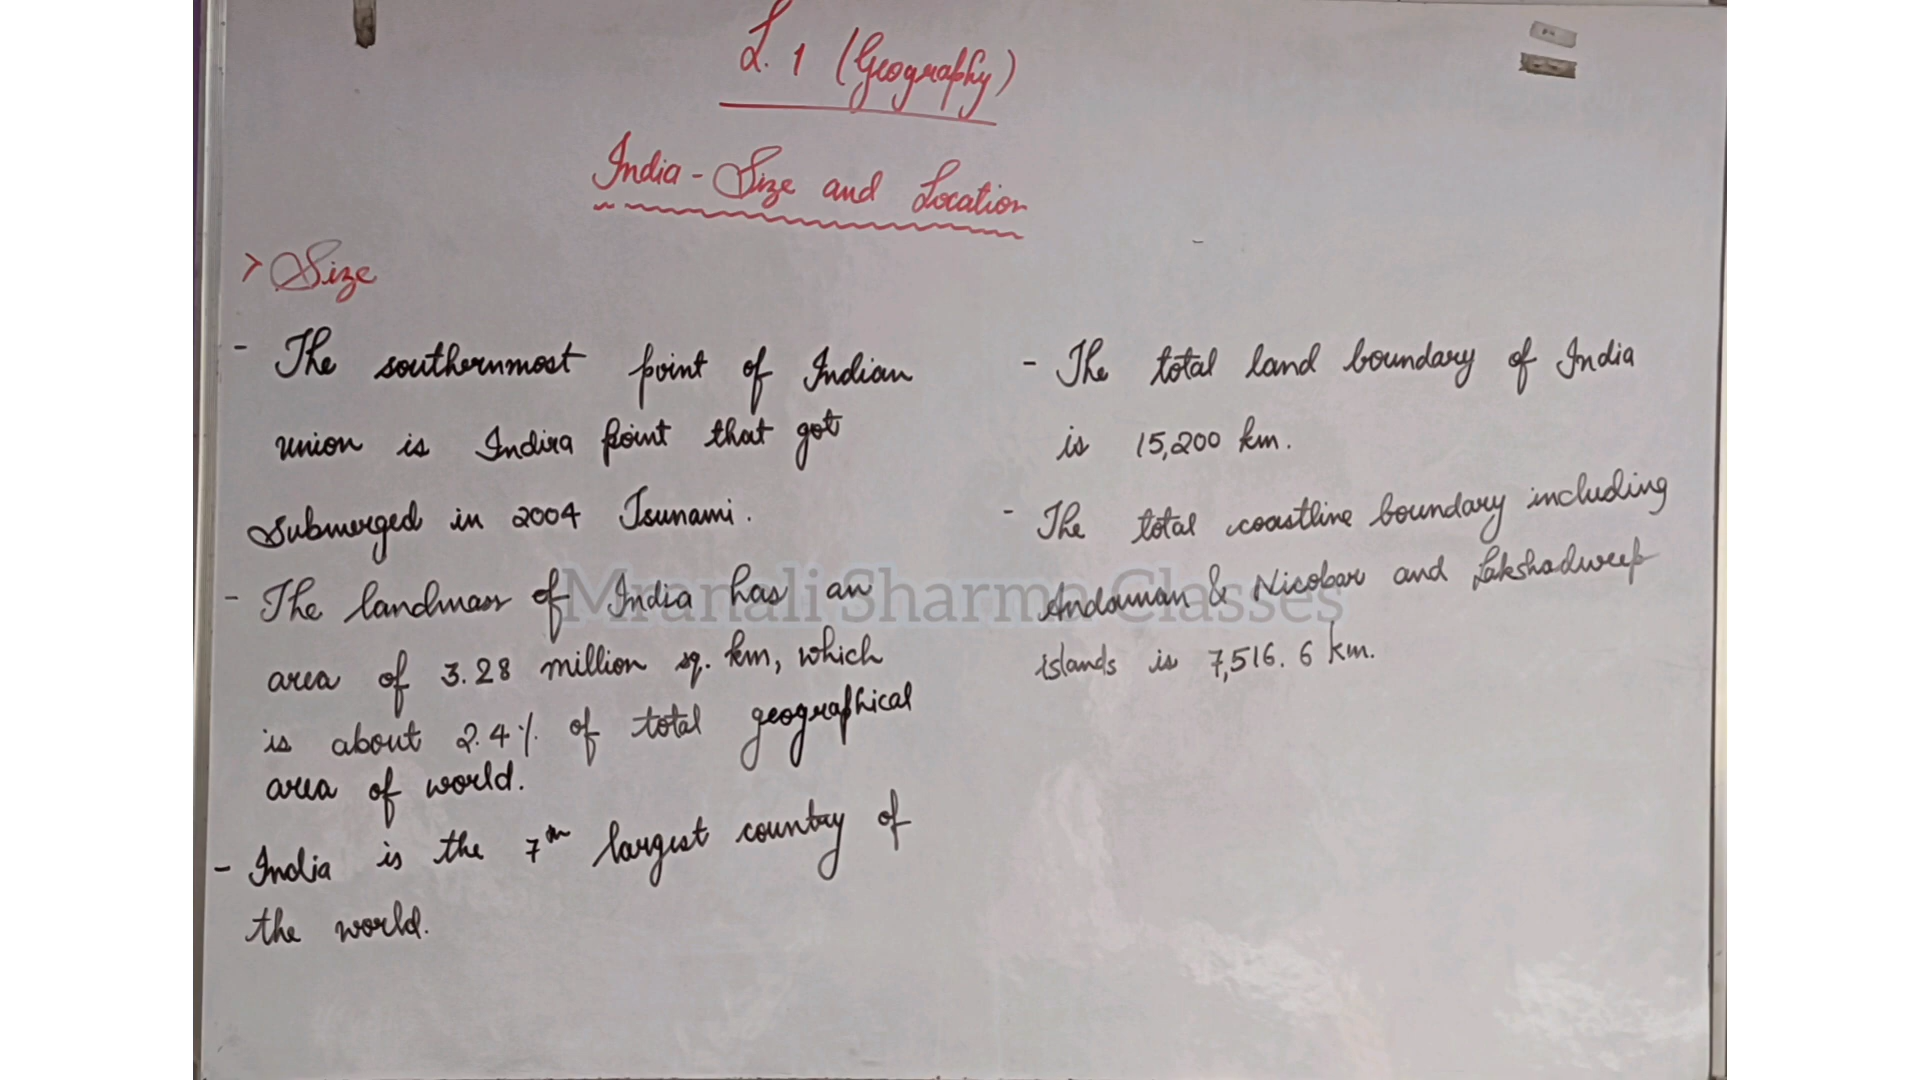 L. 1 (Geography)
India - Size and Location
> Size
- The southernmost point of Indian
union is Indira point that got
Submerged in 2004 Tsunami.
- The landmass of India has an
area of 3.28 million sq. km, which
is about 2.4% of total geographical
area of world.
- India is the 7th largest country of
the world.
- The total land boundary of India
is 15,200 km.
- The total coastline boundary including
Andaman & Nicobar and Lakshadweep
islands is 7,516.6 km.
Mranali Sharma Classes